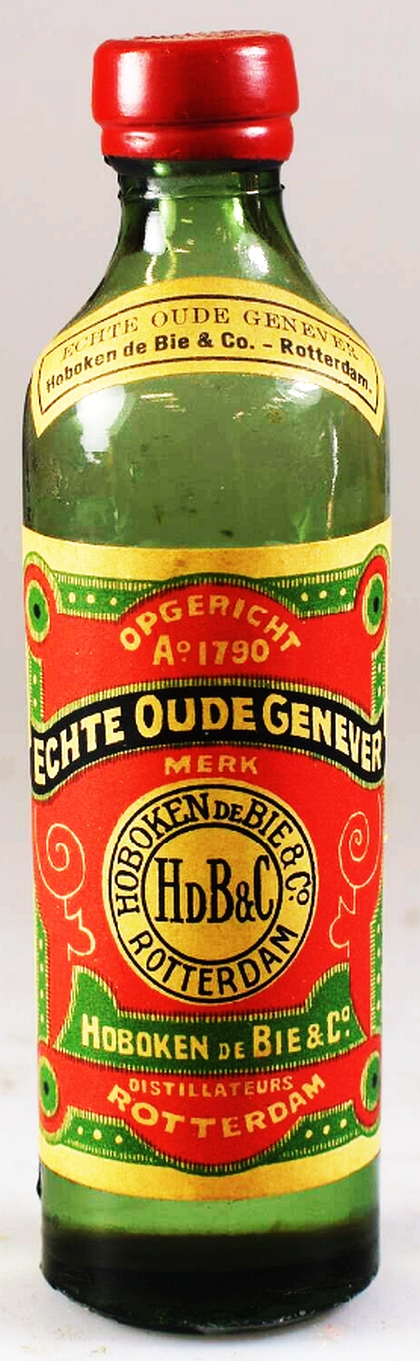 ECHTE OUDE GENEVER
Hoboken de Bie & Co. - Rotterdam.
OPGERICHT
Aº 1790
ECHTE OUDE GENEVER
MERK
HOBOKEN DE BIE & Cº
HDB&C
ROTTERDAM
HOBOKEN DE BIE & Cº
DISTILLATEURS
ROTTERDAM